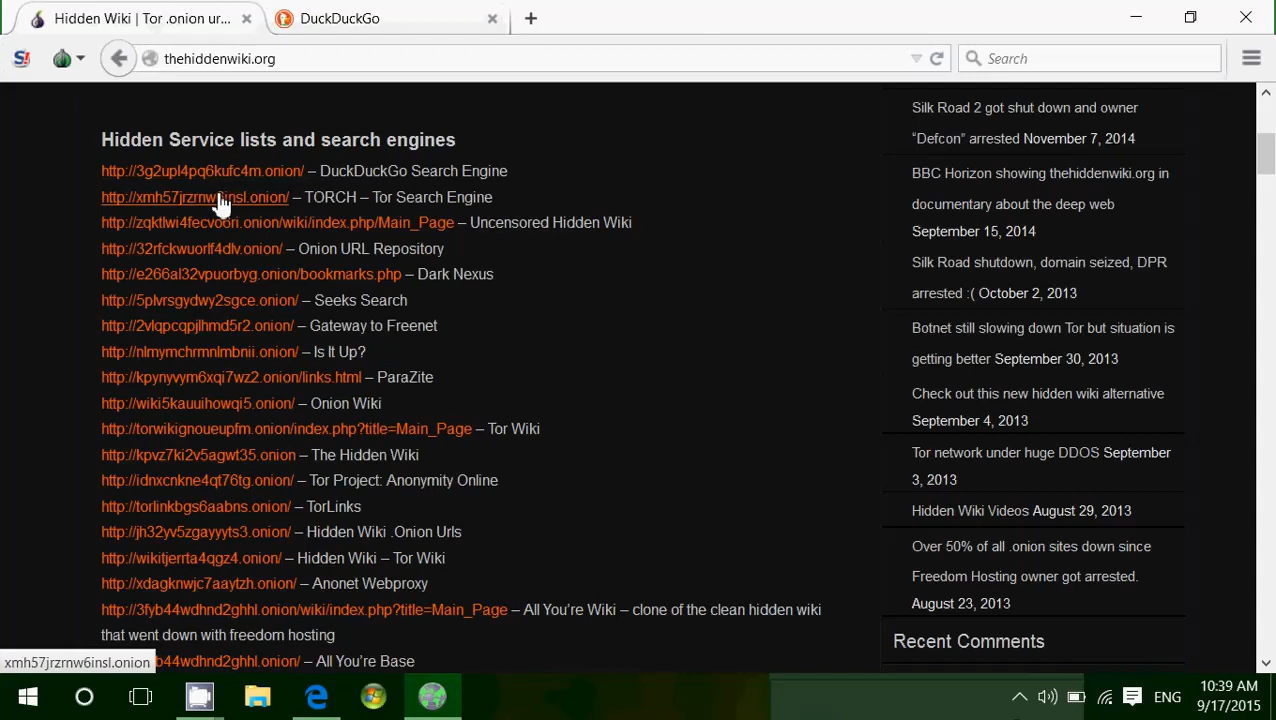 Hidden Wiki | Tor .onion ur...
DuckDuckGo
thehiddenwiki.org
Search
Hidden Service lists and search engines
http://3g2upl4pq6kufc4m.onion/ – DuckDuckGo Search Engine
http://xmh57jrzrnw6insl.onion/ – TORCH – Tor Search Engine
http://zqktlwi4fecvo6ri.onion/wiki/index.php/Main_Page – Uncensored Hidden Wiki
http://32rfckwuorlf4dlv.onion/ – Onion URL Repository
http://e266al32vpuorbyg.onion/bookmarks.php – Dark Nexus
http://5plvrsgydwy2sgce.onion/ – Seeks Search
http://2vlqpcqpjlhmd5r2.onion/ – Gateway to Freenet
http://nlmymchrmnlmbnii.onion/ – Is It Up?
http://kpynyvym6xqi7wz2.onion/links.html – ParaZite
http://wiki5kauuihowqi5.onion/ – Onion Wiki
http://torwikignoueupfm.onion/index.php?title=Main_Page – Tor Wiki
http://kpvz7ki2v5agwt35.onion – The Hidden Wiki
http://idnxcnkne4qt76tg.onion/ – Tor Project: Anonymity Online
http://torlinkbgs6aabns.onion/ – TorLinks
http://jh32yv5zgayyyts3.onion/ – Hidden Wiki .Onion Urls
http://wikitjerrta4qgz4.onion/ – Hidden Wiki – Tor Wiki
http://xdagknwjc7aaytzh.onion/ – Anonet Webproxy
http://3fyb44wdhnd2ghhl.onion/wiki/index.php?title=Main_Page – All You’re Wiki – clone of the clean hidden wiki
that went down with freedom hosting
b44wdhnd2ghhl.onion/ – All You’re Base
xmh57jrzrnw6insl.onion
Silk Road 2 got shut down and owner
“Defcon” arrested November 7, 2014
BBC Horizon showing thehiddenwiki.org in
documentary about the deep web
September 15, 2014
Silk Road shutdown, domain seized, DPR
arrested :( October 2, 2013
Botnet still slowing down Tor but situation is
getting better September 30, 2013
Check out this new hidden wiki alternative
September 4, 2013
Tor network under huge DDOS September
3, 2013
Hidden Wiki Videos August 29, 2013
Over 50% of all .onion sites down since
Freedom Hosting owner got arrested.
August 23, 2013
Recent Comments
ENG
10:39 AM
9/17/2015